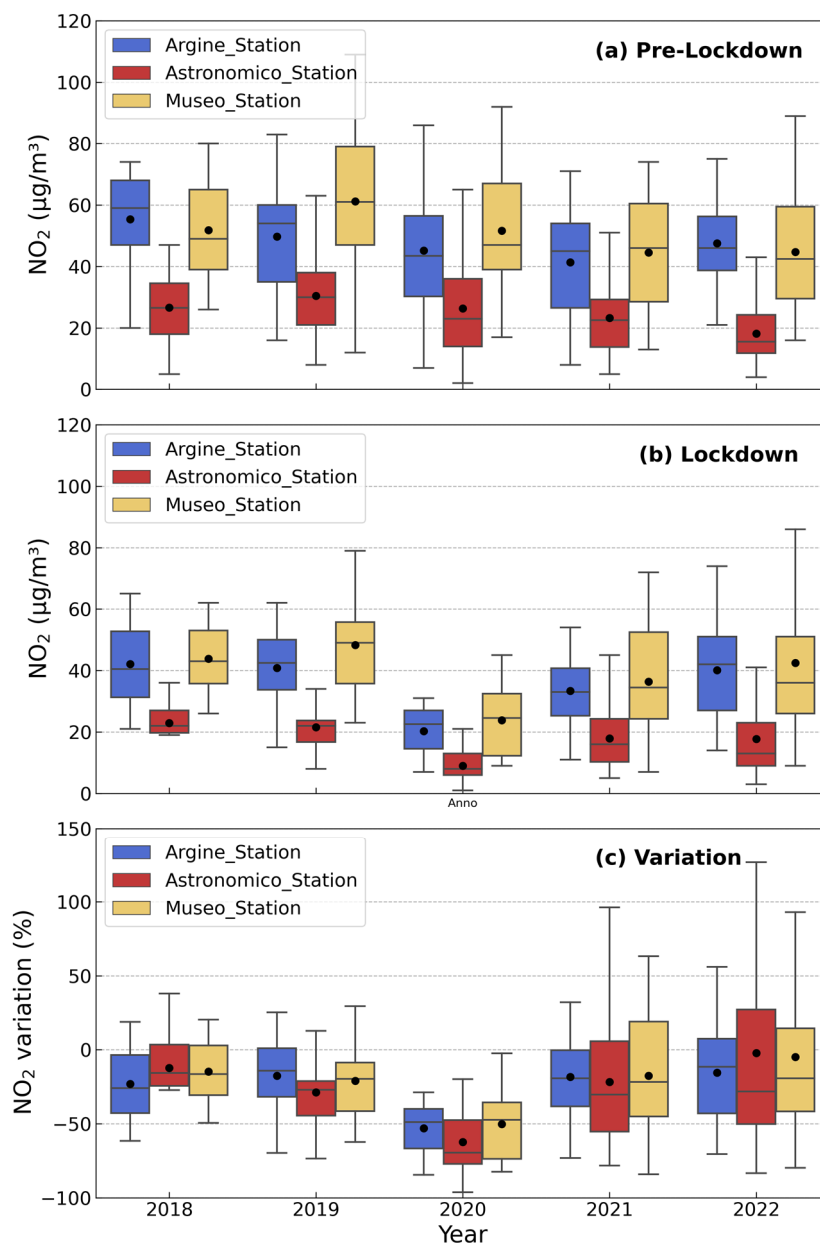 120
100
80
60
40
20
0
NO₂ (μg/m³)
Argine_Station
Astronomico_Station
Museo_Station
(a) Pre-Lockdown
120
100
80
60
40
20
0
NO₂ (μg/m³)
Argine_Station
Astronomico_Station
Museo_Station
(b) Lockdown
Anno
150
100
50
0
−50
−100
NO₂ variation (%)
Argine_Station
Astronomico_Station
Museo_Station
(c) Variation
2018 2019 2020 2021 2022
Year